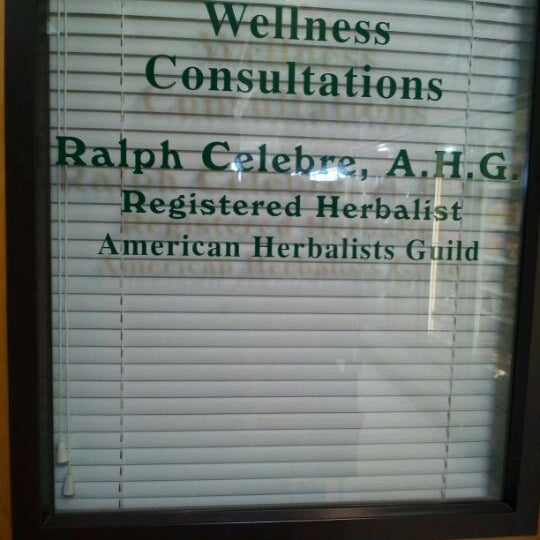 Wellness
Consultations
Ralph Celebre, A.H.G.
Registered Herbalist
American Herbalists Guild